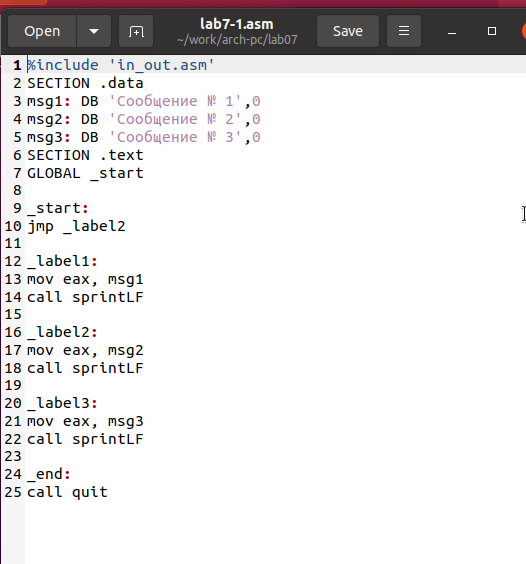 Open
lab7-1.asm
~/work/arch-pc/lab07
Save
1 %include 'in_out.asm'
2 SECTION .data
3 msg1: DB 'Сообщение № 1',0
4 msg2: DB 'Сообщение № 2',0
5 msg3: DB 'Сообщение № 3',0
6 SECTION .text
7 GLOBAL _start
8
9 _start:
10 jmp _label2
11
12 _label1:
13 mov eax, msg1
14 call sprintLF
15
16 _label2:
17 mov eax, msg2
18 call sprintLF
19
20 _label3:
21 mov eax, msg3
22 call sprintLF
23
24 _end:
25 call quit